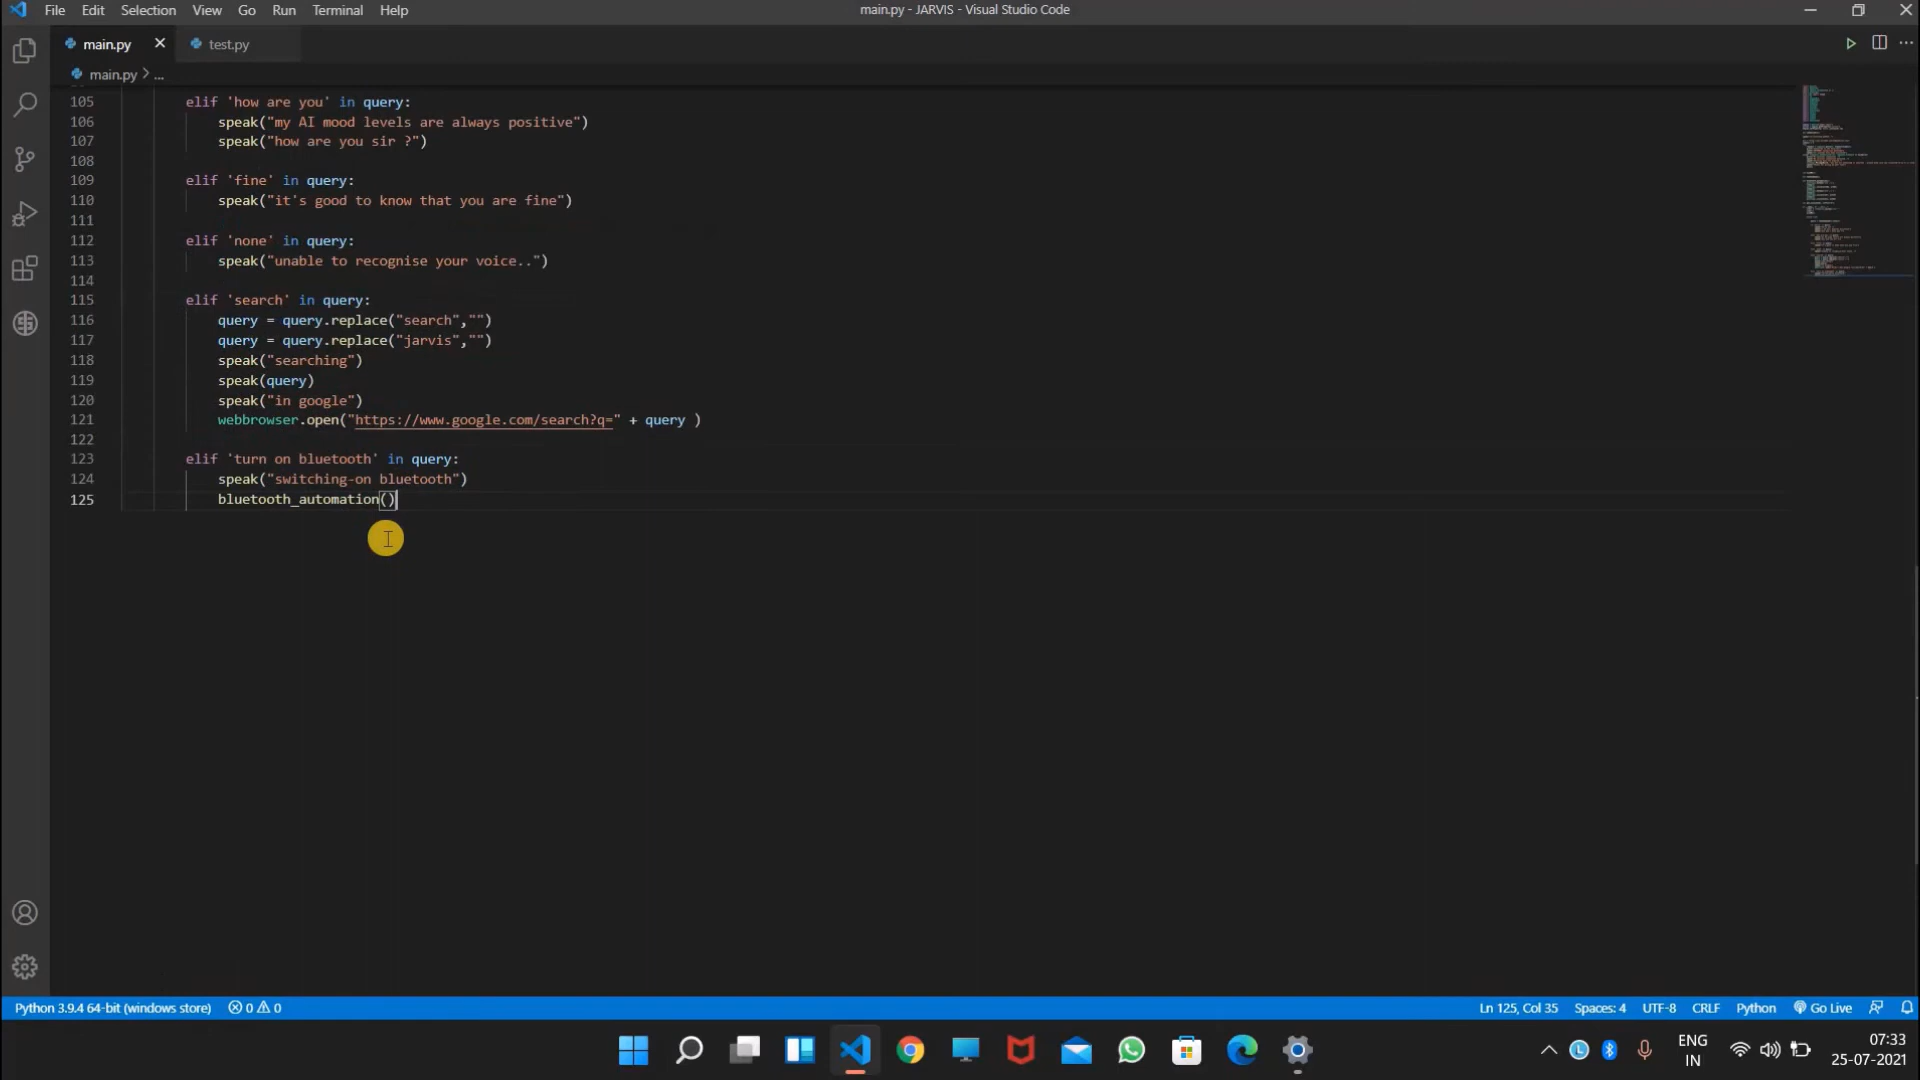 File Edit Selection View Go Run Terminal Help
main.py - JARVIS - Visual Studio Code
main.py
test.py
main.py > ...
105 elif 'how are you' in query:
106 speak("my AI mood levels are always positive")
107 speak("how are you sir ?")
108
109 elif 'fine' in query:
110 speak("it's good to know that you are fine")
111
112 elif 'none' in query:
113 speak("unable to recognise your voice..")
114
115 elif 'search' in query:
116 query = query.replace("search","")
117 query = query.replace("jarvis","")
118 speak("searching")
119 speak(query)
120 speak("in google")
121 webbrowser.open("https://www.google.com/search?q=" + query )
122
123 elif 'turn on bluetooth' in query:
124 speak("switching-on bluetooth")
125 bluetooth_automation()
Python 3.9.4 64-bit (windows store) 0 0
Ln 125, Col 35 Spaces: 4 UTF-8 CRLF Python Go Live
ENG
IN
07:33
25-07-2021